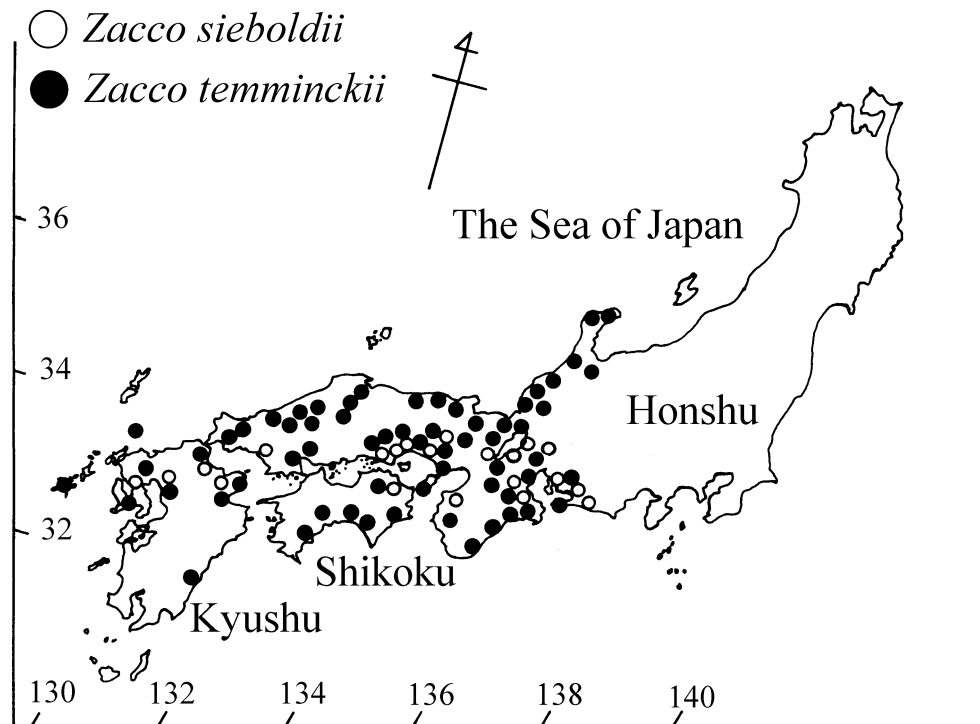 Zacco sieboldii
Zacco temminckii
36
The Sea of Japan
34
Honshu
32
Shikoku
Kyushu
130 132 134 136 138 140